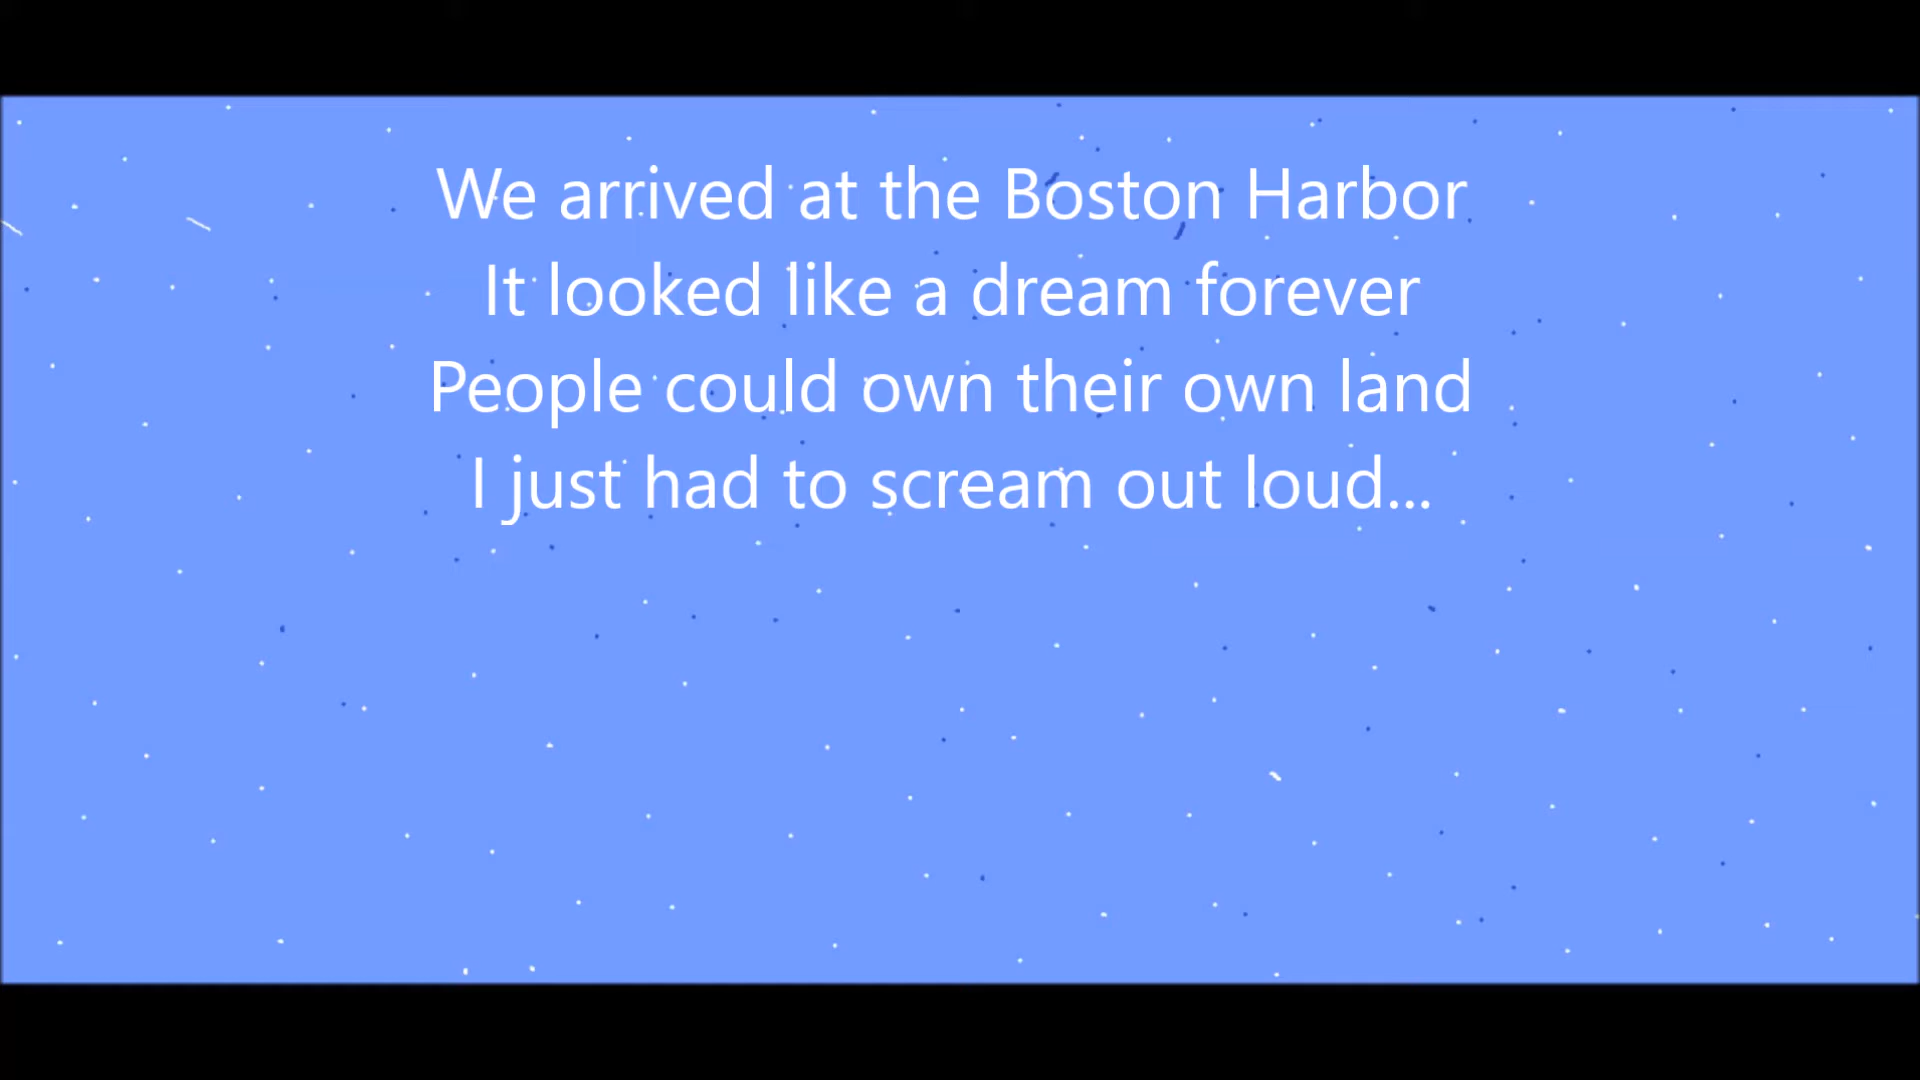 We arrived at the Boston Harbor
It looked like a dream forever
People could own their own land
I just had to scream out loud...